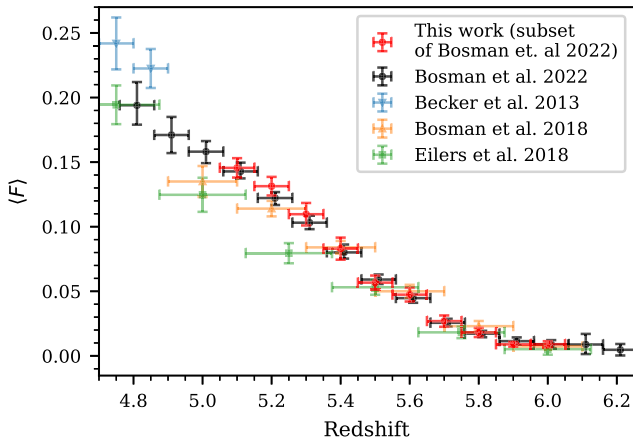 This work (subset
of Bosman et. al 2022)
Bosman et al. 2022
Becker et al. 2013
Bosman et al. 2018
Eilers et al. 2018
⟨F⟩
0.25
0.20
0.15
0.10
0.05
0.00
4.8 5.0 5.2 5.4 5.6 5.8 6.0 6.2
Redshift